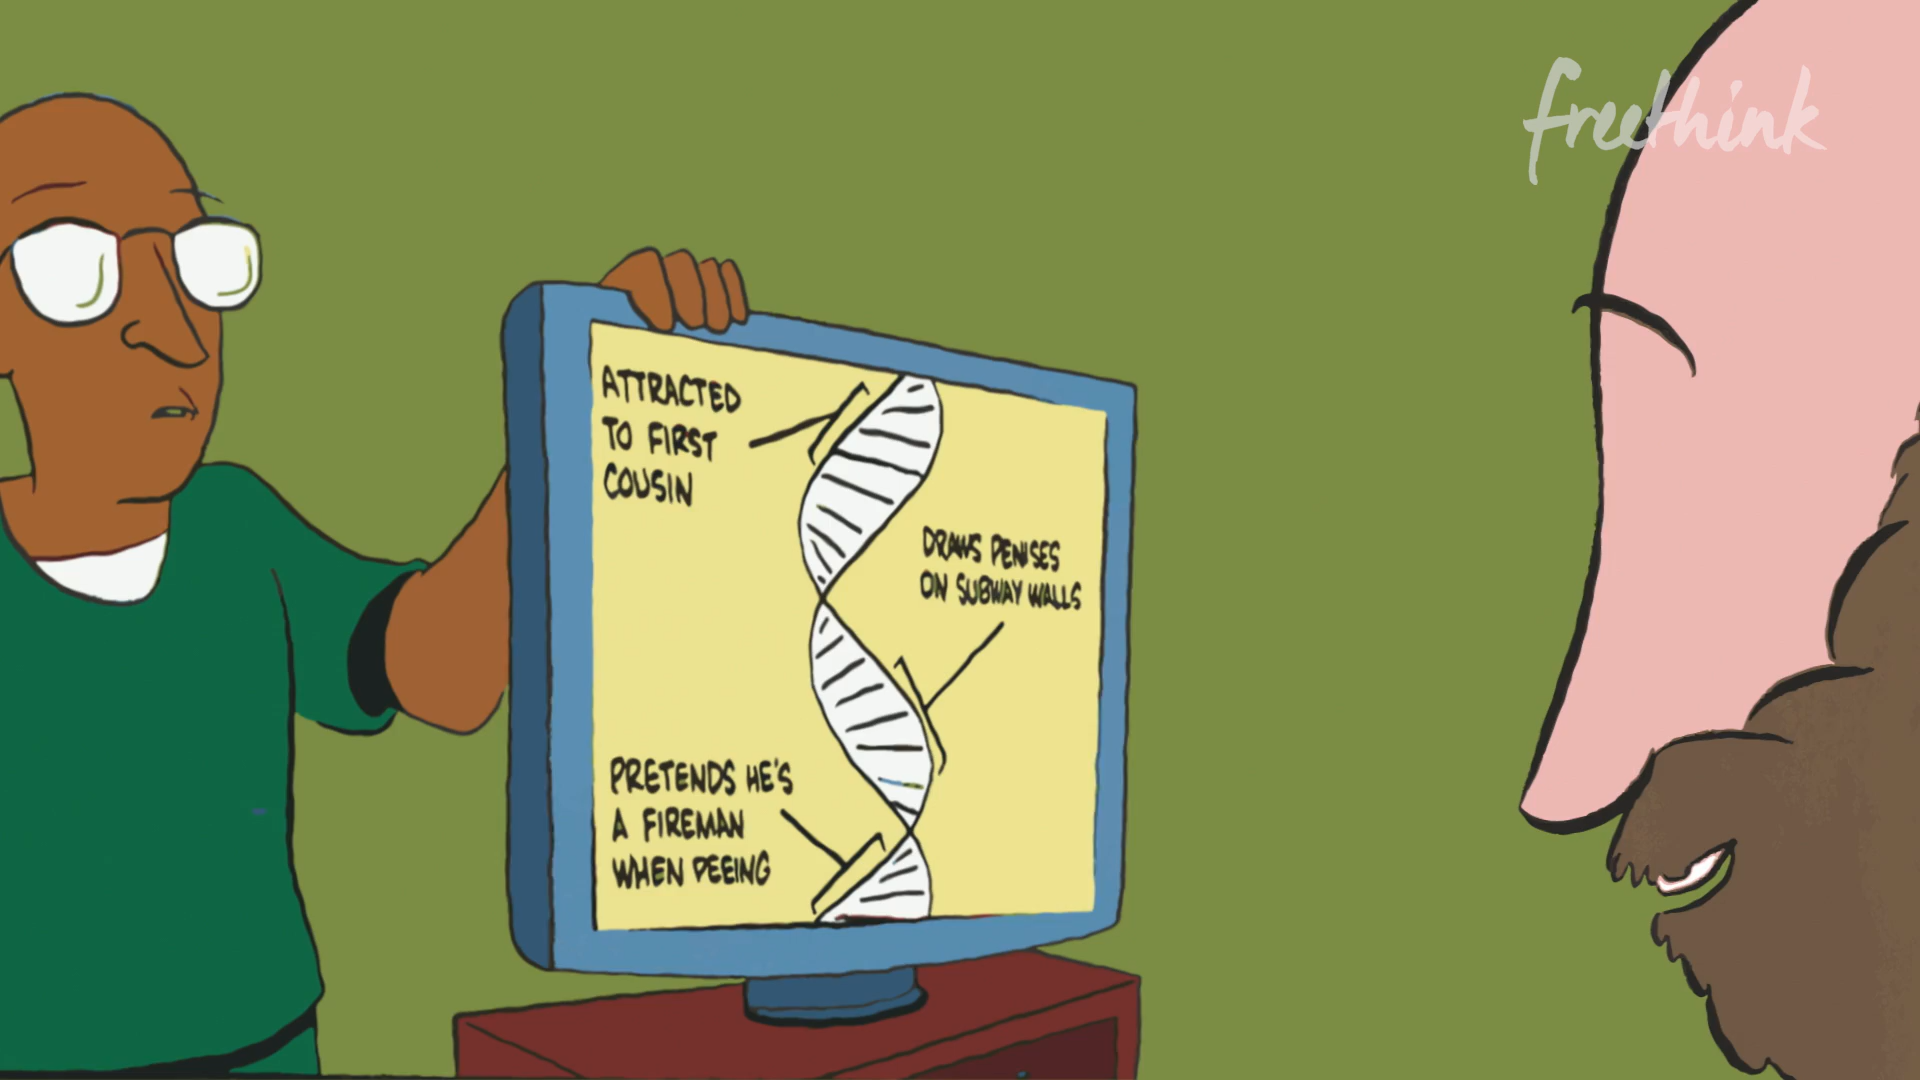 freethink
ATTRACTED
TO FIRST
COUSIN
DRAWS PENISES
ON SUBWAY WALLS
PRETENDS HE'S
A FIREMAN
WHEN PEEING